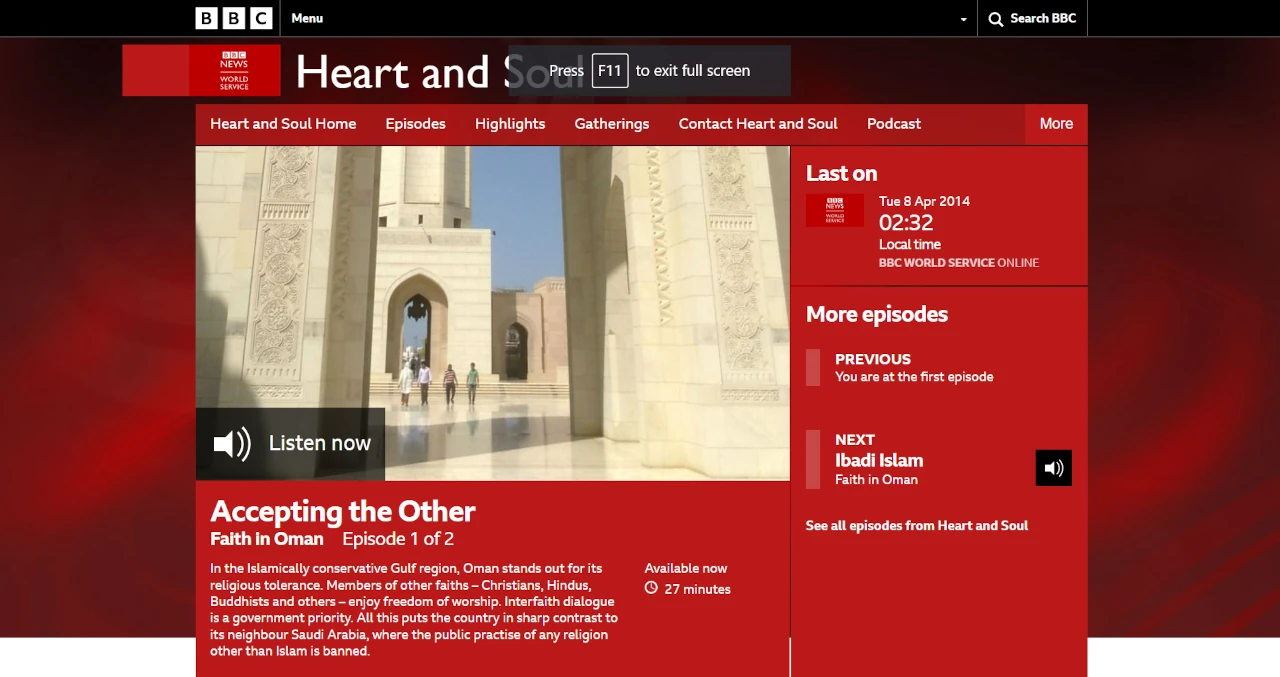 BBC Menu Search BBC
BBC
NEWS
WORLD
SERVICE
Heart and Soul
Press F11 to exit full screen
Heart and Soul Home Episodes Highlights Gatherings Contact Heart and Soul Podcast More
Listen now
Accepting the Other
Faith in Oman Episode 1 of 2
In the Islamically conservative Gulf region, Oman stands out for its
religious tolerance. Members of other faiths – Christians, Hindus,
Buddhists and others – enjoy freedom of worship. Interfaith dialogue
is a government priority. All this puts the country in sharp contrast to
its neighbour Saudi Arabia, where the public practise of any religion
other than Islam is banned.
Available now
27 minutes
Last on
BBC
NEWS
WORLD
SERVICE
Tue 8 Apr 2014
02:32
Local time
BBC WORLD SERVICE ONLINE
More episodes
PREVIOUS
You are at the first episode
NEXT
Ibadi Islam
Faith in Oman
See all episodes from Heart and Soul